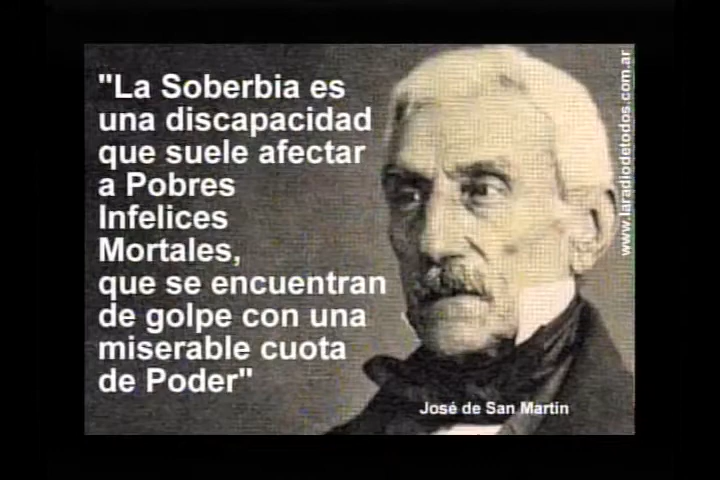 "La Soberbia es
una discapacidad
que suele afectar
a Pobres
Infelices
Mortales,
que se encuentran
de golpe con una
miserable cuota
de Poder"
José de San Martin
www.laradiodetodos.com.ar